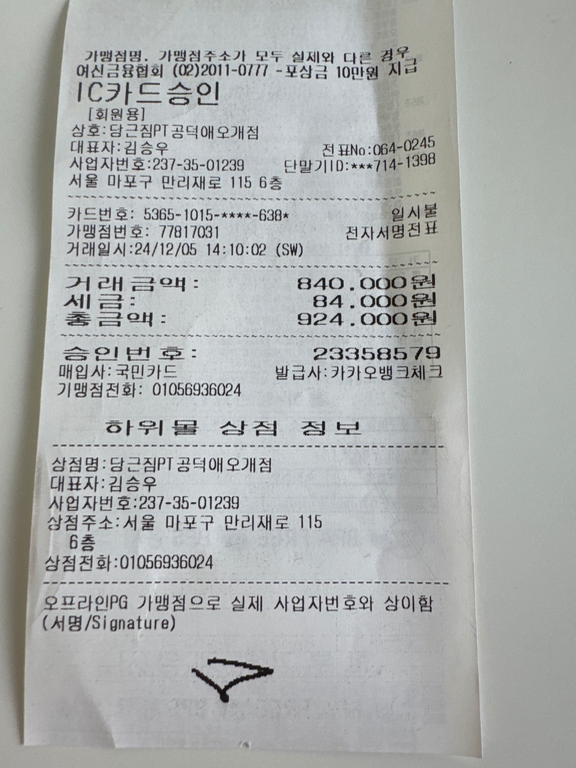 가맹점명, 가맹점주소가 모두 실제와 다른 경우
여신금융협회 (02)2011-0777 -포상금 10만원 지급
IC카드승인
[회원용]
상호:당근짐PT공덕애오개점
대표자:김승우 전표No:064-0245
사업자번호:237-35-01239 단말기ID:***714-1398
서울 마포구 만리재로 115 6층
카드번호: 5365-1015-****-638* 일시불
가맹점번호: 77817031 전자서명전표
거래일시:24/12/05 14:10:02 (SW)
거래금액: 840.000원
세금: 84.000원
총금액: 924.000원
승인번호: 23358579
매입사:국민카드 발급사:카카오뱅크체크
기맹점전화: 01056936024
하위몰 상점 정보
상점명:당근짐PT공덕애오개점
대표자:김승우
사업자번호:237-35-01239
상점주소:서울 마포구 만리재로 115
6층
상점전화:01056936024
오프라인PG 가맹점으로 실제 사업자번호와 상이함
(서명/Signature)